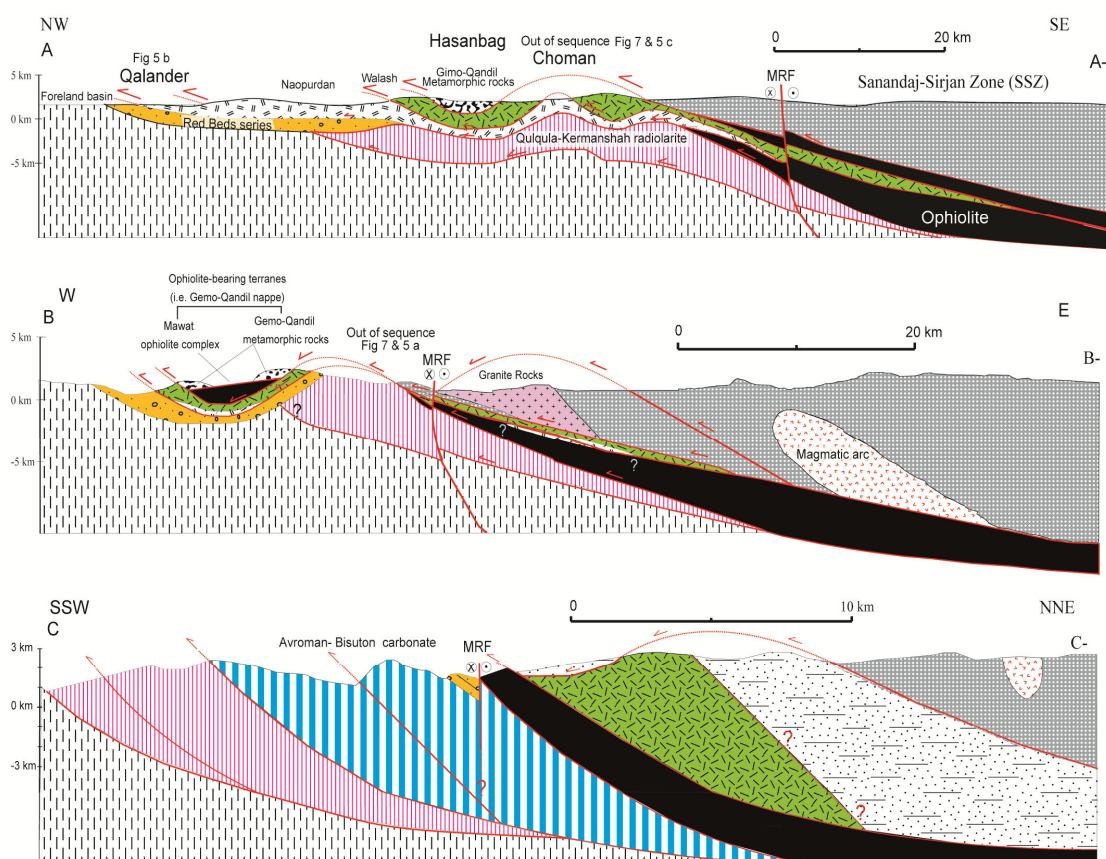 NW
SE
A
A-
0
20 km
Fig 5 b
Qalander
Hasanbag
Out of sequence Fig 7 & 5 c
Choman
Naopurdan
Walash
Gimo-Qandil
Metamorphic rocks
MRF
X
Sanandaj-Sirjan Zone (SSZ)
Foreland basin
5 km
0 km
-5 km
Red Beds series
Qulqula-Kermanshah radiolarite
Ophiolite
W
E
B
B-
0
20 km
Ophiolite-bearing terranes
(i.e. Gemo-Qandil nappe)
Mawat
ophiolite complex
Gemo-Qandil
metamorphic rocks
Out of sequence
Fig 7 & 5 a
MRF
X
Granite Rocks
Magmatic arc
5 km
0 km
-5 km
?
?
?
SSW
NNE
C
C-
0
10 km
Avroman- Bisuton carbonate
MRF
X
3 km
0 km
-3 km
?
?
?